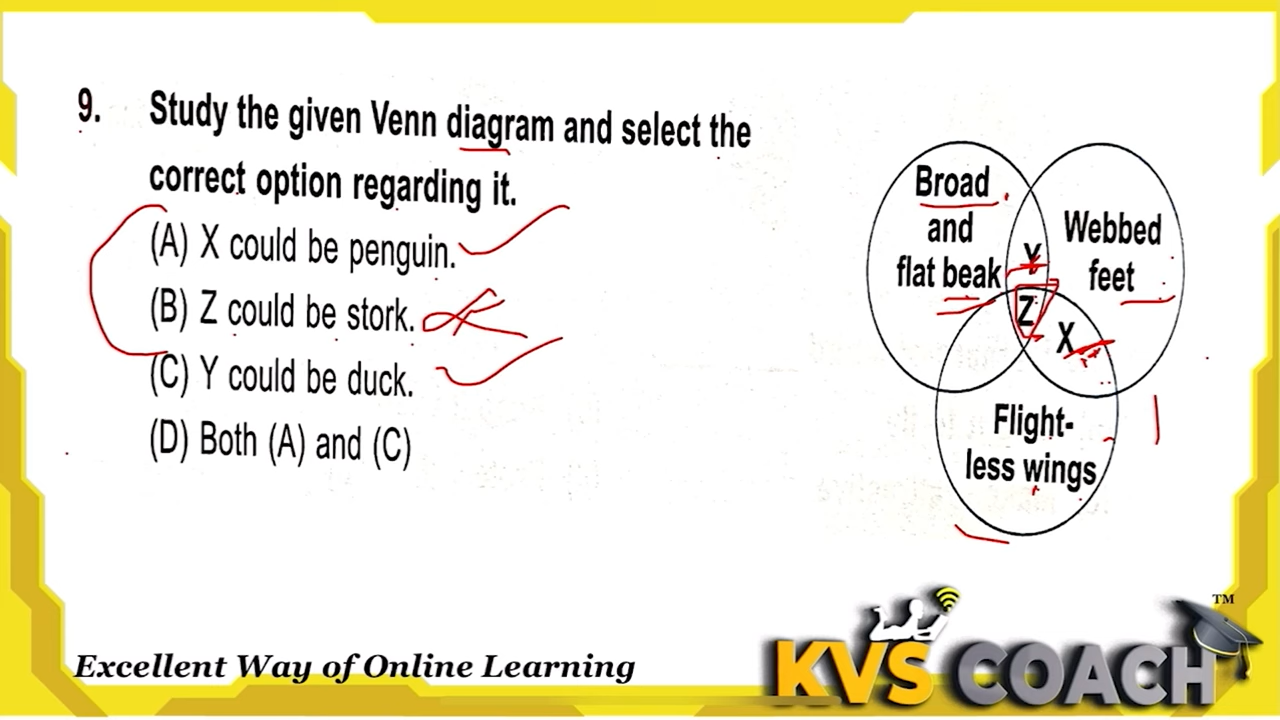 9. Study the given Venn diagram and select the
correct option regarding it.
(A) X could be penguin.
(B) Z could be stork.
(C) Y could be duck.
(D) Both (A) and (C)
Broad
and
flat beak
Webbed
feet
Y
Z
X
Flight-
less wings
Excellent Way of Online Learning
KVS COACH
TM